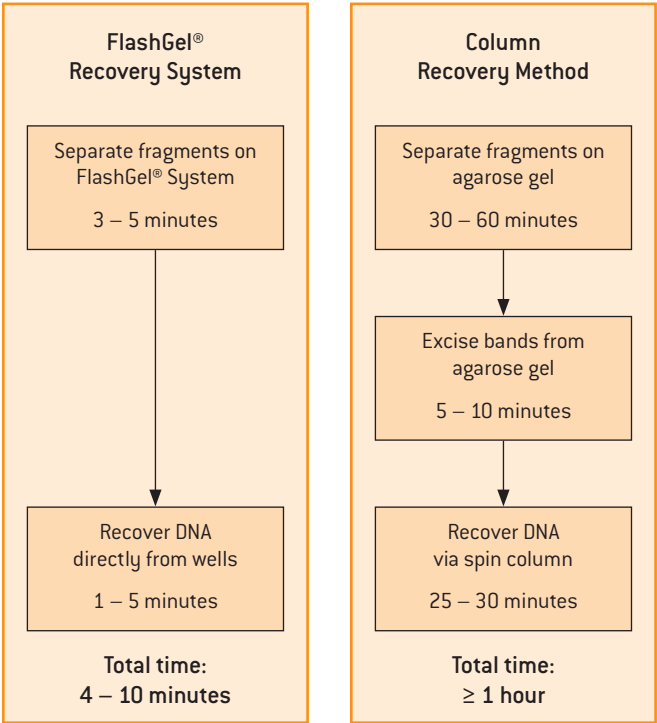 FlashGel®
Recovery System
Separate fragments on
FlashGel® System
3 – 5 minutes
Recover DNA
directly from wells
1 – 5 minutes
Total time:
4 – 10 minutes
Column
Recovery Method
Separate fragments on
agarose gel
30 – 60 minutes
Excise bands from
agarose gel
5 – 10 minutes
Recover DNA
via spin column
25 – 30 minutes
Total time:
≥ 1 hour